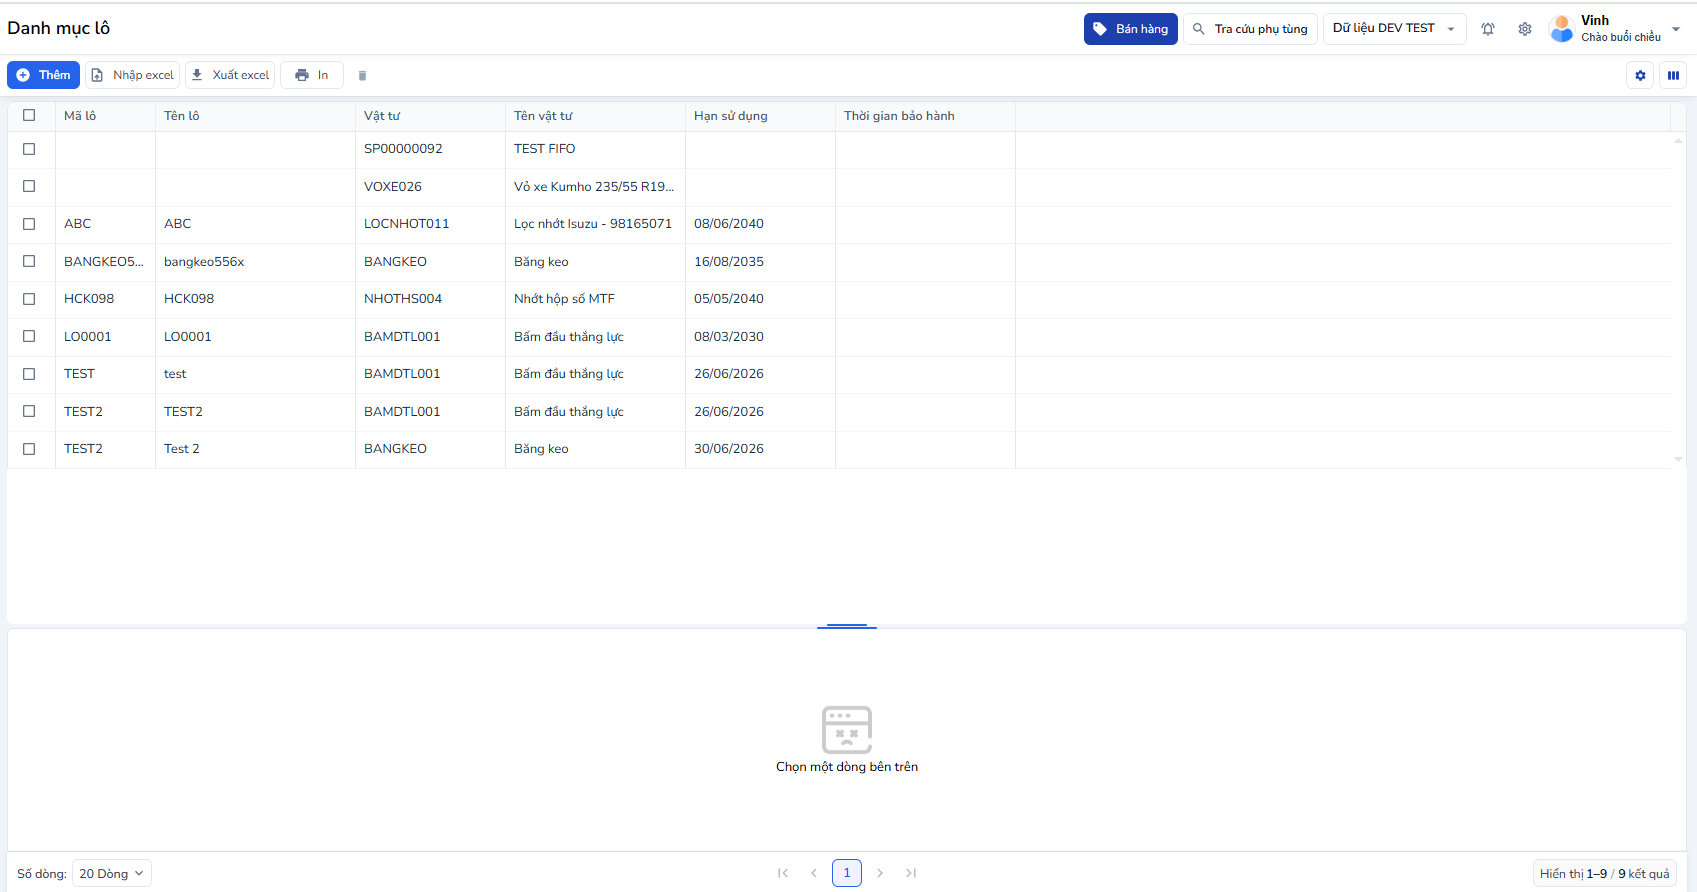 Danh mục lô
Bán hàng
Tra cứu phụ tùng
Dữ liệu DEV TEST
Vinh
Chào buổi chiều
Thêm
Nhập excel
Xuất excel
In
Mã lô Tên lô Vật tư Tên vật tư Hạn sử dụng Thời gian bảo hành
SP00000092 TEST FIFO
VOXE026 Vỏ xe Kumho 235/55 R19...
ABC ABC LOCNHOT011 Lọc nhớt Isuzu - 98165071 08/06/2040
BANGKEO5... bangkeo556x BANGKEO Băng keo 16/08/2035
HCK098 HCK098 NHOTHS004 Nhớt hộp số MTF 05/05/2040
LO0001 LO0001 BAMDTL001 Bấm đầu thắng lực 08/03/2030
TEST test BAMDTL001 Bấm đầu thắng lực 26/06/2026
TEST2 TEST2 BAMDTL001 Bấm đầu thắng lực 26/06/2026
TEST2 Test 2 BANGKEO Băng keo 30/06/2026
Chọn một dòng bên trên
Số dòng: 20 Dòng
1
Hiển thị 1–9 / 9 kết quả